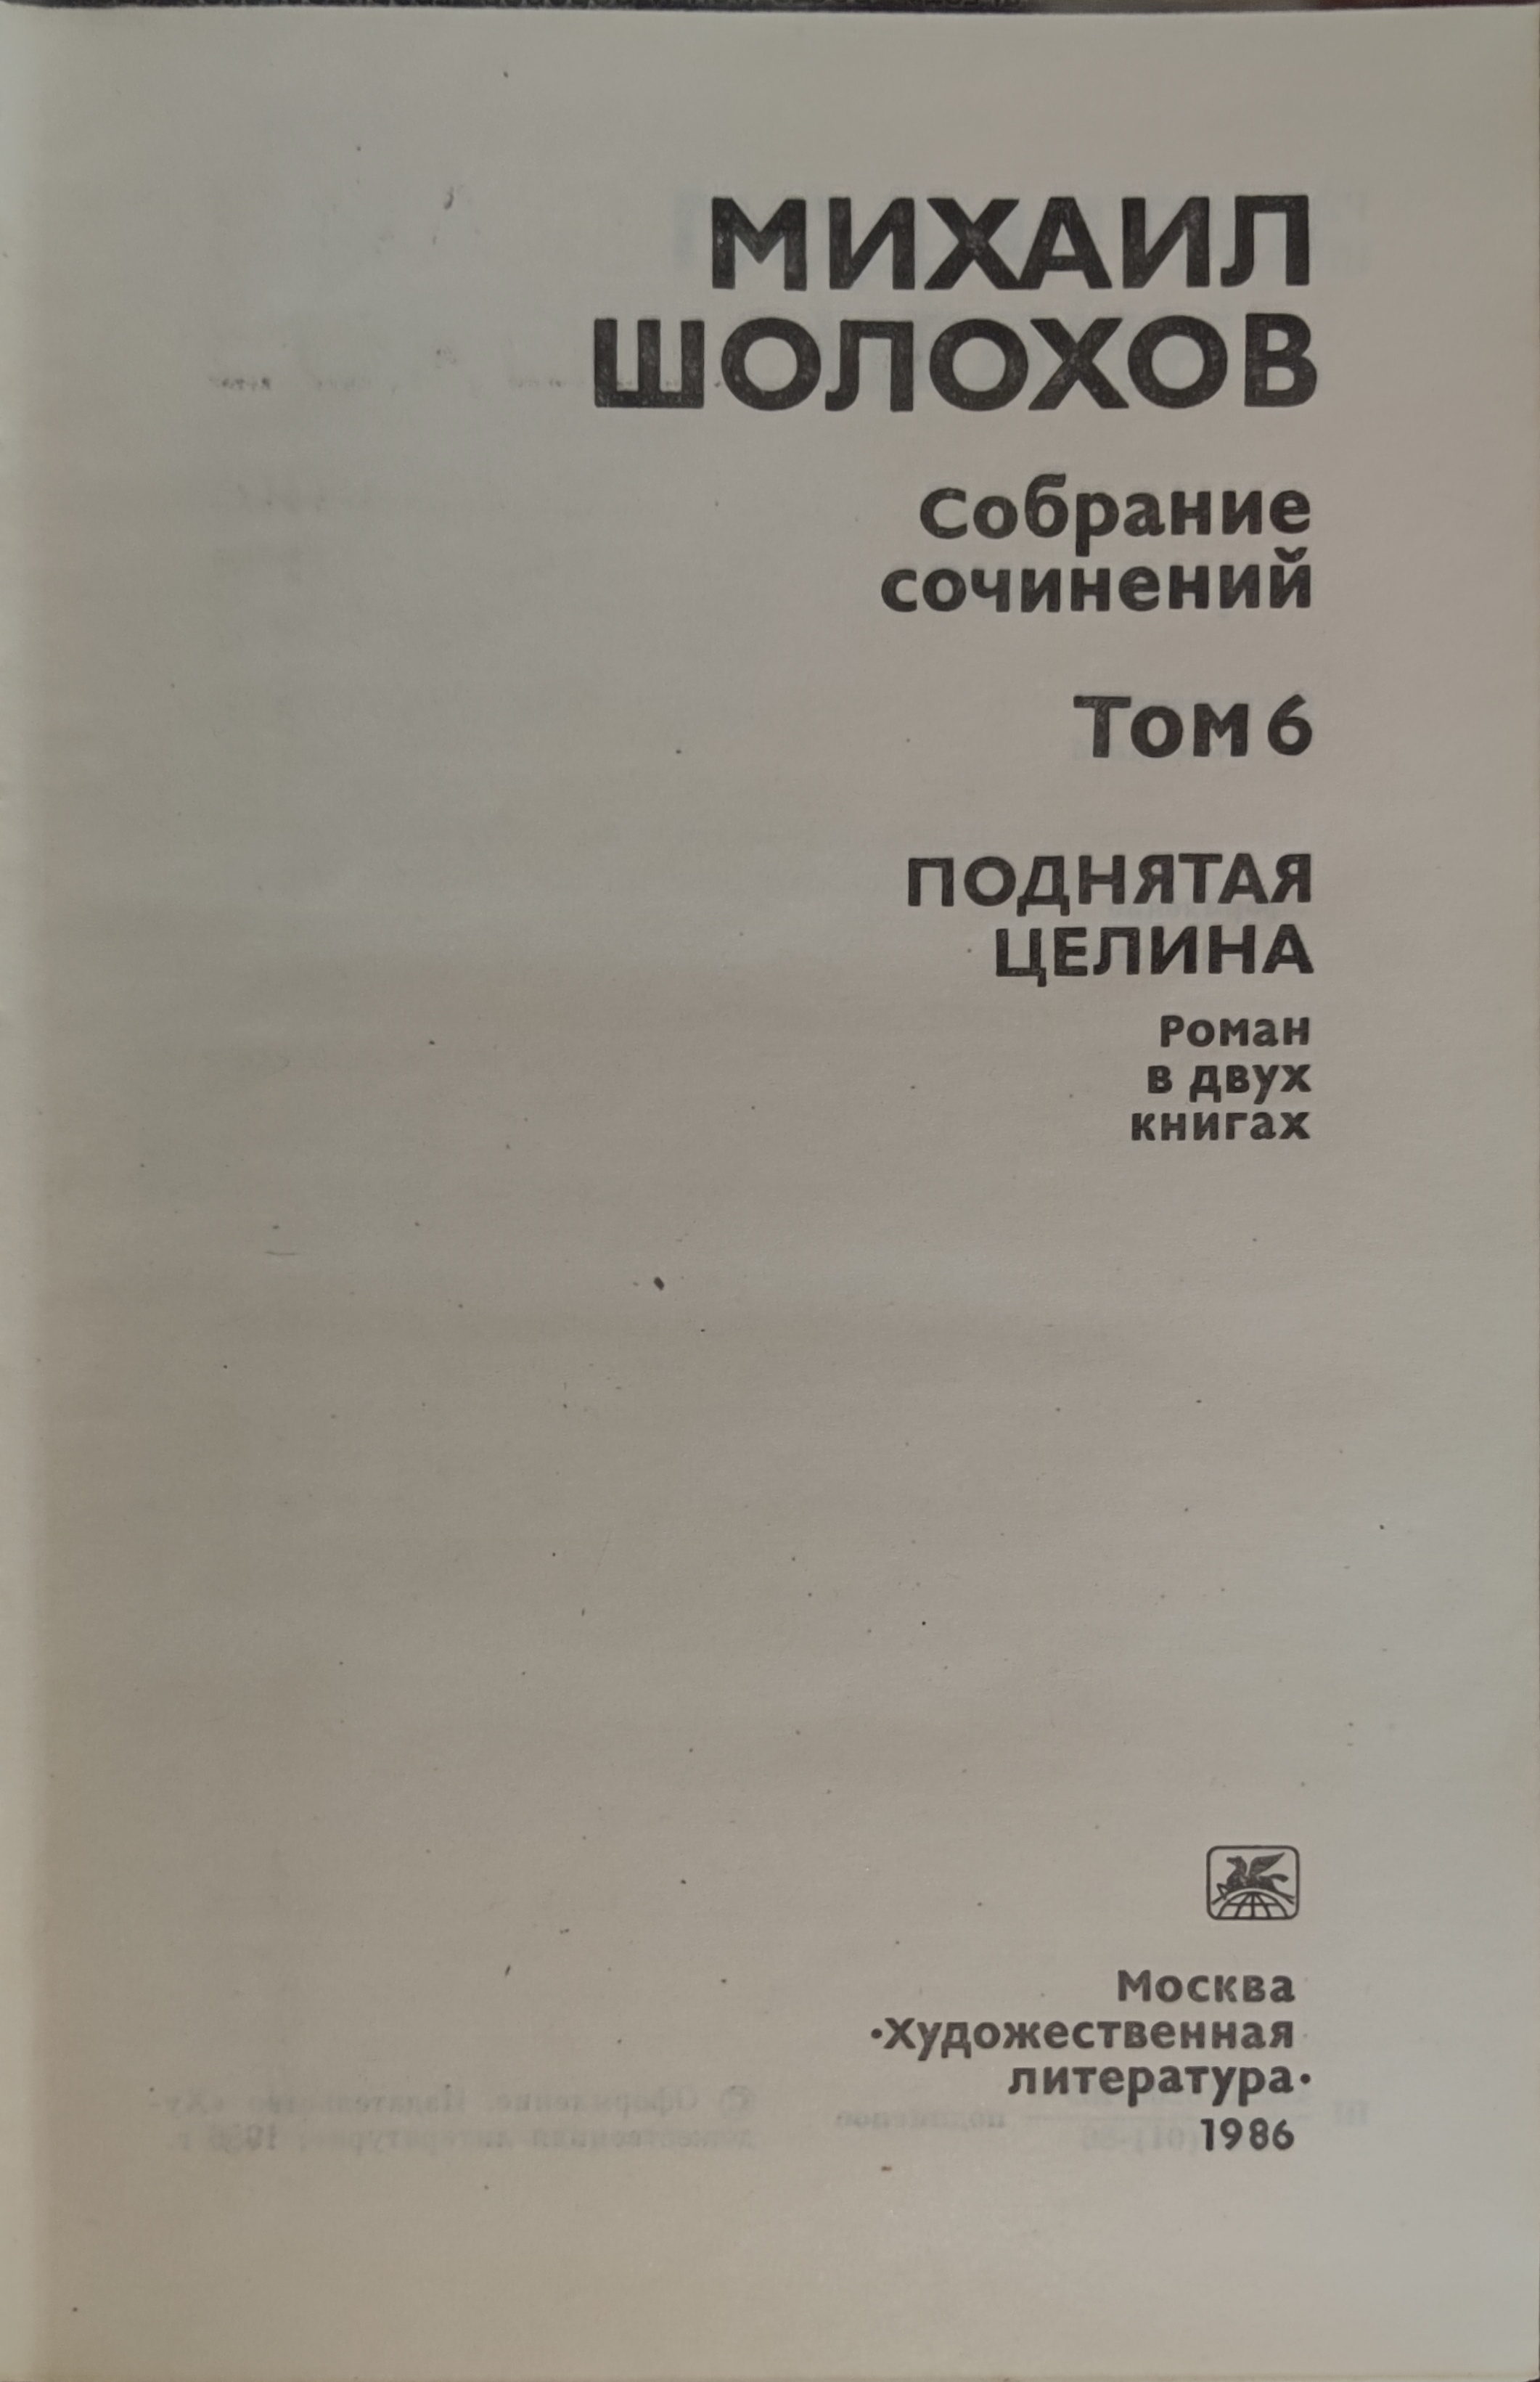 МИХАИЛ
ШОЛОХОВ
Собрание
сочинений
Том 6
ПОДНЯТАЯ
ЦЕЛИНА
Роман
в двух
книгах
Москва
·Художественная
литература·
1986